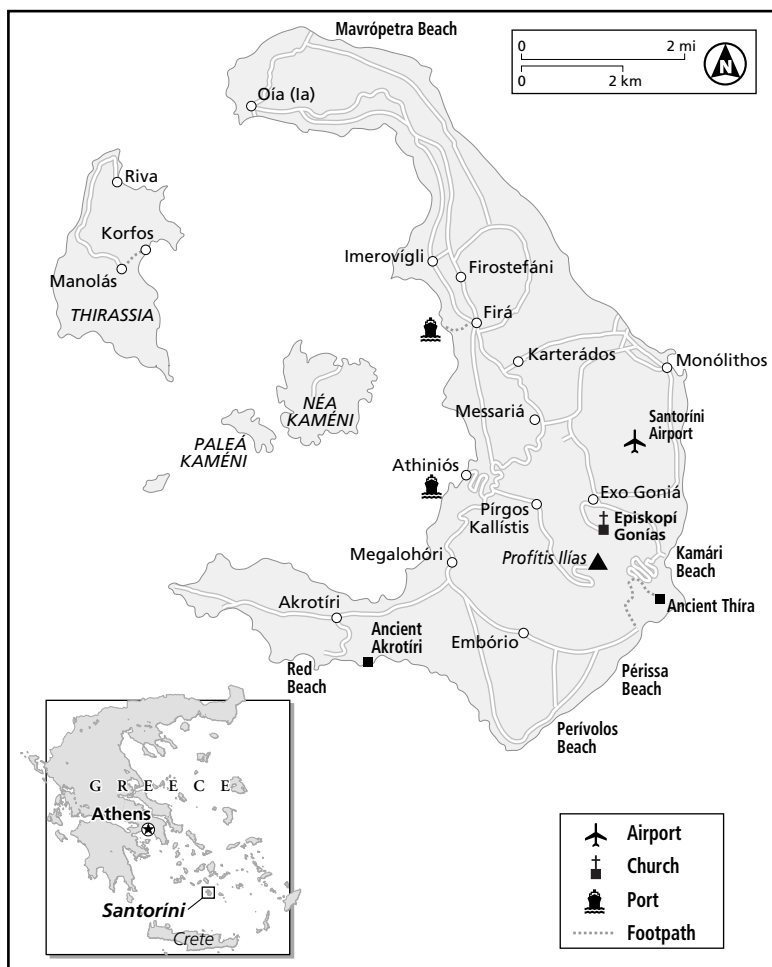 Mavrópetra Beach
0
2 mi
0
2 km
N
Oía (Ia)
Riva
Korfos
Manolás
THIRASSIA
Imerovígli
Firostefáni
Firá
Karterádos
Monólithos
NÉA
KAMÉNI
PALEÁ
KAMÉNI
Messariá
Santoríni
Airport
Athiniós
Exo Goniá
Pírgos
Kallístis
Episkopí
Gonías
Megalohóri
Profítis Ilías
Kamári
Beach
Akrotíri
Ancient Thíra
Ancient
Akrotíri
Embório
Red
Beach
Périssa
Beach
Perívolos
Beach
GREECE
Athens
Santoríni
Crete
Airport
Church
Port
Footpath